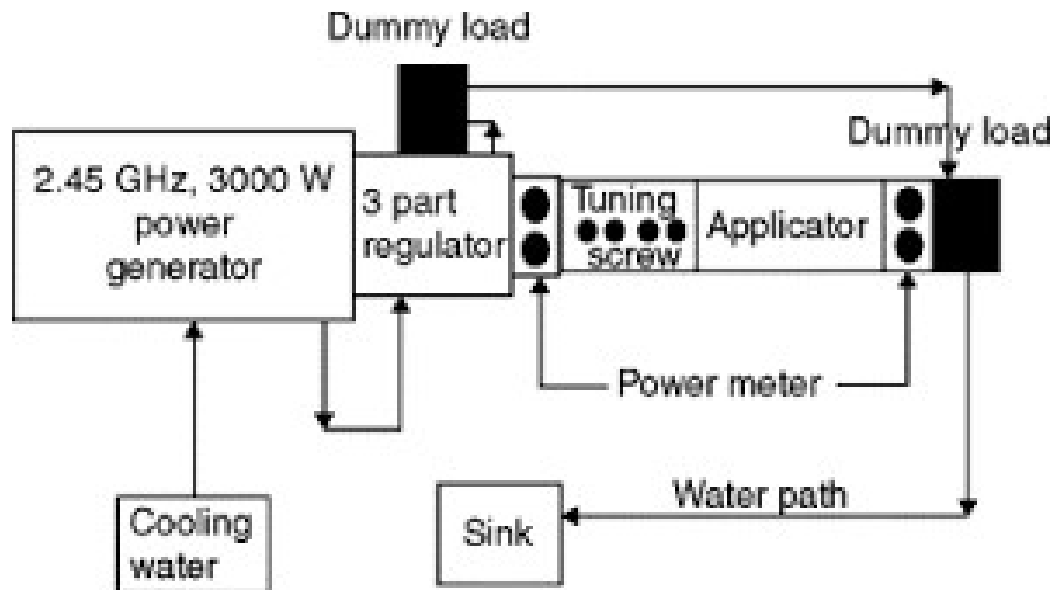 Dummy load
Dummy load
2.45 GHz, 3000 W
power
generator
3 part
regulator
Tuning
screw
Applicator
Power meter
Water path
Sink
Cooling
water